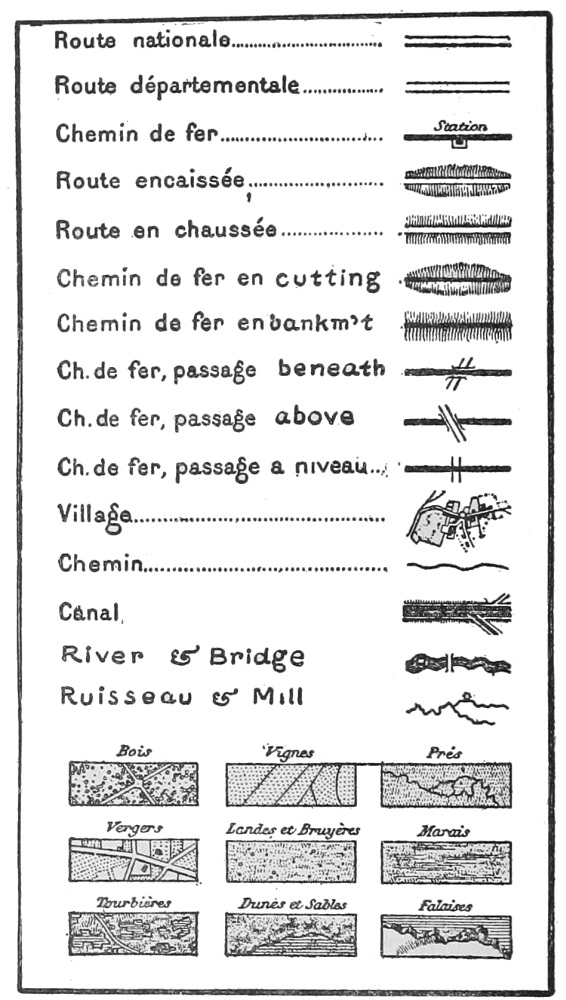 Route nationale
Route départementale
Chemin de fer
Station
Route encaissée
Route en chaussée
Chemin de fer en cutting
Chemin de fer enbankm't
Ch. de fer, passage beneath
Ch. de fer, passage above
Ch. de fer, passage a niveau
Village
Chemin
Canal
River & Bridge
Ruisseau & Mill
Bois Vignes Prés
Vergers Landes et Bruyères Marais
Tourbières Dunes et Sables Falaises